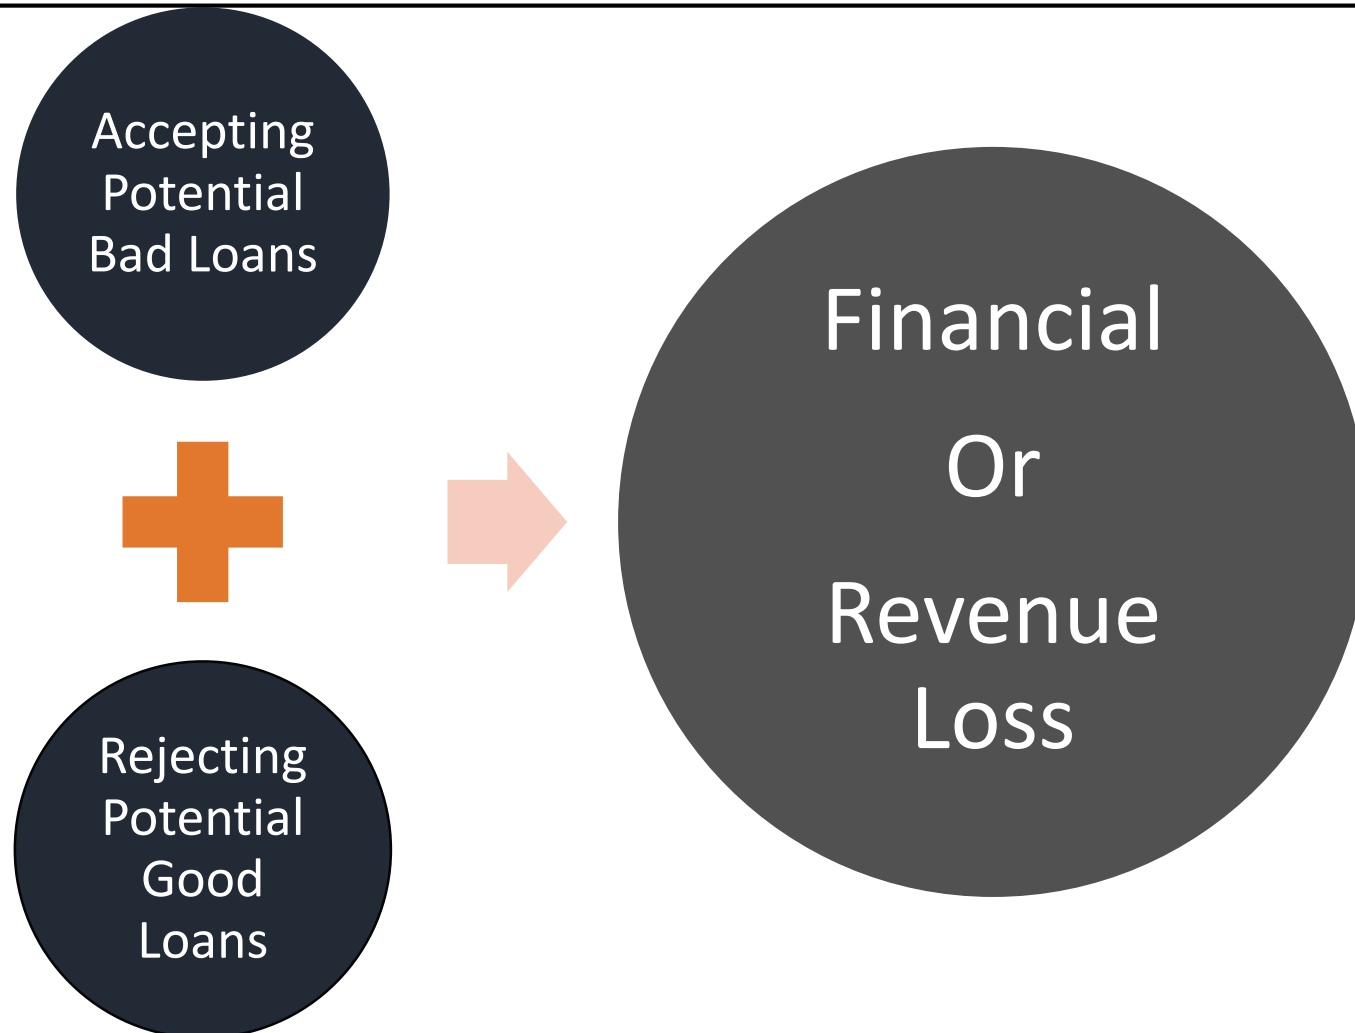 Accepting
Potential
Bad Loans
Rejecting
Potential
Good
Loans
Financial
Or
Revenue
Loss